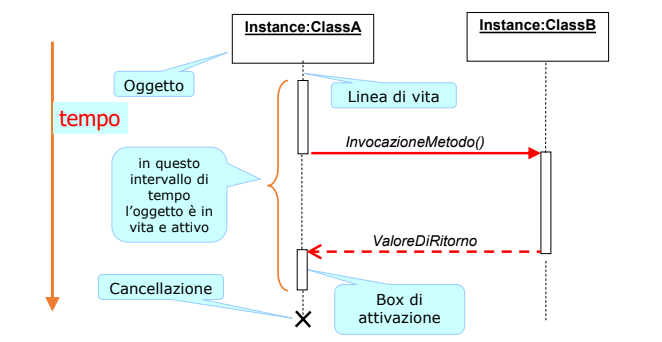 Instance:ClassA
Instance:ClassB
Oggetto
Linea di vita
tempo
InvocazioneMetodo()
in questo
intervallo di
tempo
l'oggetto è in
vita e attivo
ValoreDiRitorno
Cancellazione
Box di
attivazione